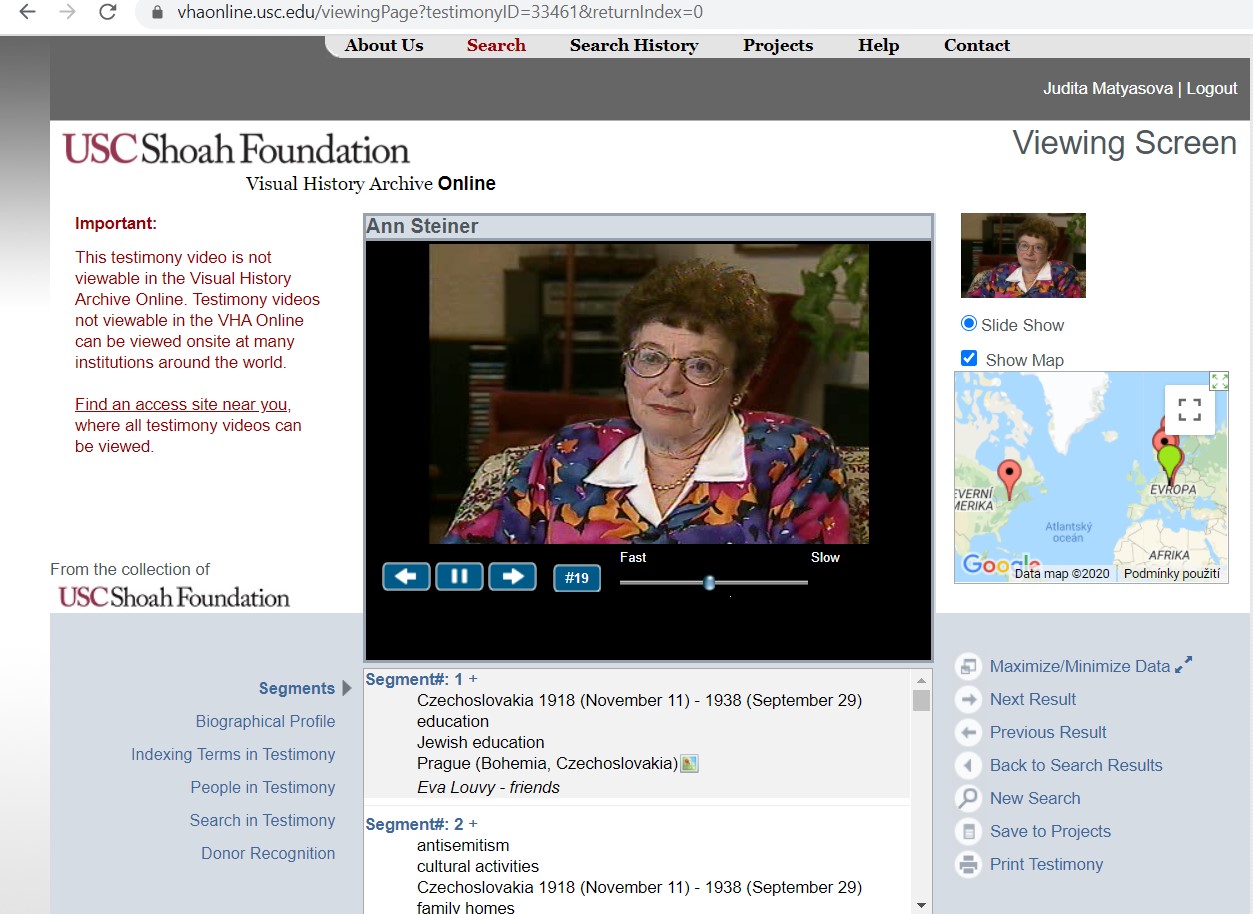 vhaonline.usc.edu/viewingPage?testimonyID=33461&returnIndex=0
About Us Search Search History Projects Help Contact
Judita Matyasova | Logout
USC Shoah Foundation
Visual History Archive Online
Viewing Screen
Important:
This testimony video is not
viewable in the Visual History
Archive Online. Testimony videos
not viewable in the VHA Online
can be viewed onsite at many
institutions around the world.
Find an access site near you,
where all testimony videos can
be viewed.
From the collection of
USC Shoah Foundation
Ann Steiner
Fast Slow
#19
Slide Show
Show Map
EVERNÍ
MERIKA
EVROPA
Atlantský
oceán
AFRIKA
Google
Data map ©2020 Podmínky použití
Segments
Biographical Profile
Indexing Terms in Testimony
People in Testimony
Search in Testimony
Donor Recognition
Segment#: 1 +
Czechoslovakia 1918 (November 11) - 1938 (September 29)
education
Jewish education
Prague (Bohemia, Czechoslovakia)
Eva Louvy - friends
Segment#: 2 +
antisemitism
cultural activities
Czechoslovakia 1918 (November 11) - 1938 (September 29)
family homes
Maximize/Minimize Data
Next Result
Previous Result
Back to Search Results
New Search
Save to Projects
Print Testimony